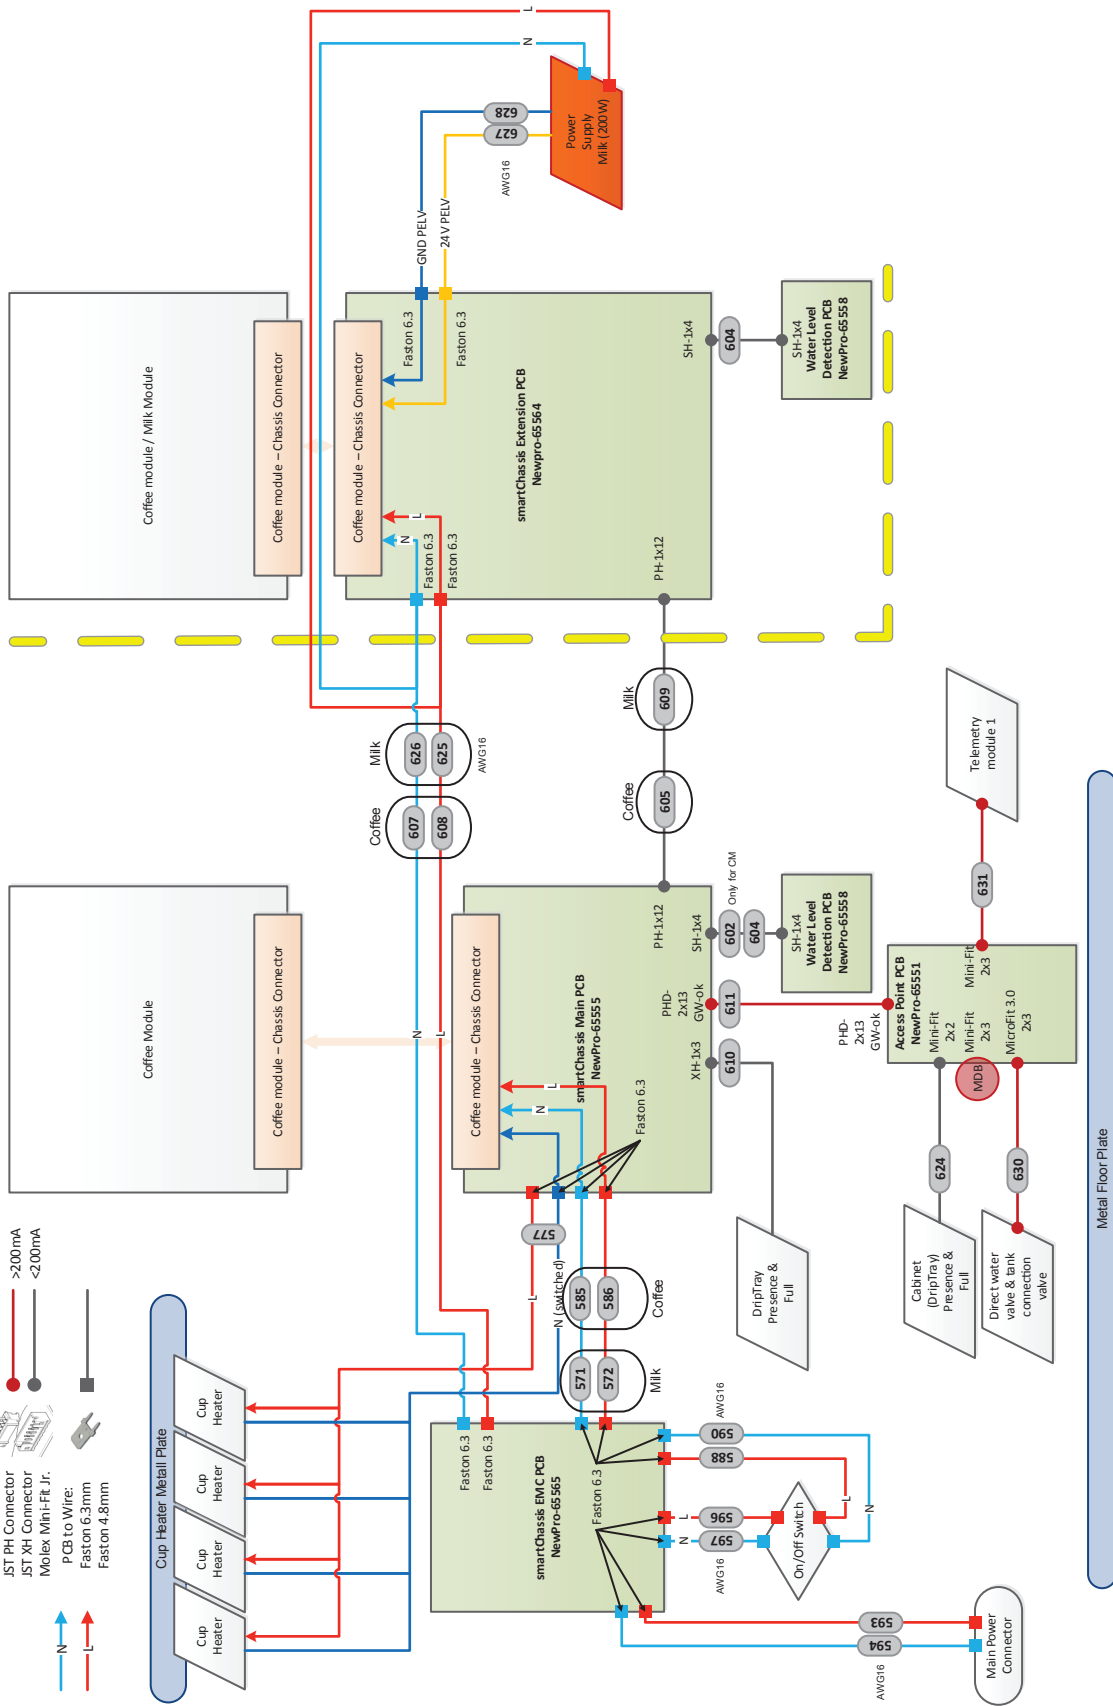 JST PH Connector
JST XH Connector
Molex Mini-Fit Jr.
>200mA
<200mA
PCB to Wire:
Faston 6.3mm
Faston 4.8mm
N
L
Cup Heater Metall Plate
Cup
Heater
Cup
Heater
Cup
Heater
Cup
Heater
Coffee Module
Coffee module – Chassis Connector
Coffee module – Chassis Connector
smartChassis Main PCB
NewPro-65555
N
L
Faston 6.3
577
L
N (switched)
585
586
Coffee
571
572
Milk
Faston 6.3
Faston 6.3
smartChassis EMC PCB
NewPro-65565
Faston 6.3
L
N
596
597
AWG16
588
590
AWG16
L
N
On/Off Switch
593
594
AWG16
Main Power
Connector
N
L
607
608
Coffee
626
625
Milk
AWG16
Coffee module / Milk Module
Coffee module – Chassis Connector
Coffee module – Chassis Connector
N
L
Faston 6.3
Faston 6.3
Faston 6.3
Faston 6.3
smartChassis Extension PCB
Newpro-65564
PH-1x12
SH-1x4
604
SH-1x4
Water Level
Detection PCB
NewPro-65558
GND PELV
24V PELV
628
627
AWG16
N
L
Power
Supply
Milk (200W)
PH-1x12
605
Coffee
609
Milk
SH-1x4
602
604
Only for CM
SH-1x4
Water Level
Detection PCB
NewPro-65558
PHD-
2x13
GW-ok
611
XH-1x3
610
DripTray
Presence &
Full
PHD-
2x13
GW-ok
Access Point PCB
NewPro-65551
Mini-Fit
2x2
Mini-Fit
2x3
MicroFit 3.0
2x3
Mini-Fit
2x3
MDB
624
630
631
Cabinet
(DripTray)
Presence &
Full
Direct water
valve & tank
connection
valve
Telemetry
module 1
Metal Floor Plate